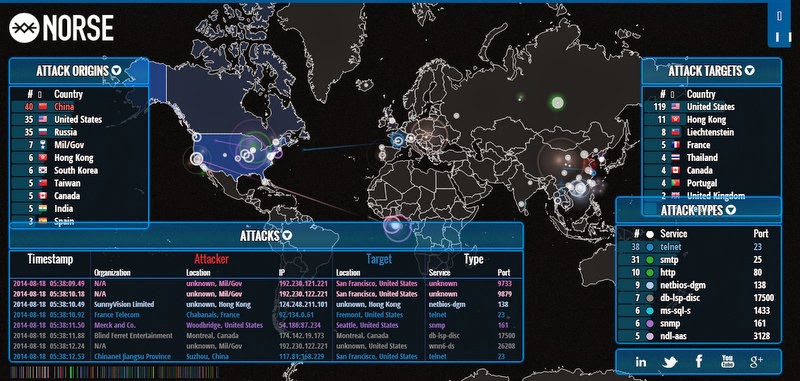 NORSE
ATTACK ORIGINS
# Country
40 China
35 United States
35 Russia
7 Mil/Gov
6 Hong Kong
6 South Korea
5 Taiwan
5 Canada
5 India
3 Spain
ATTACK TARGETS
# Country
119 United States
11 Hong Kong
8 Liechtenstein
5 France
4 Thailand
4 Canada
4 Portugal
2 United Kingdom
ATTACKS
Timestamp Attacker Target Type
Organization Location IP Location Service Port
2014-08-18 05:38:09.49 N/A unknown, Mil/Gov 192.230.121.221 San Francisco, United States unknown 9733
2014-08-18 05:38:10.18 N/A unknown, Mil/Gov 192.230.122.221 San Francisco, United States unknown 9879
2014-08-18 05:38:10.49 SunnyVision Limited unknown, Hong Kong 124.248.211.101 unknown, Hong Kong netbios-dgm 138
2014-08-18 05:38:10.92 France Telecom Chabanais, France 92.134.0.61 Fremont, United States telnet 23
2014-08-18 05:38:11.50 Merck and Co. Woodbridge, United States 54.186.87.234 Seattle, United States snmp 161
2014-08-18 05:38:11.88 Blind Ferret Entertainment Montreal, Canada 174.142.19.173 Montreal, Canada db-lsp-disc 17500
2014-08-18 05:38:12.24 N/A unknown, Mil/Gov 192.230.122.221 San Francisco, United States wnn6-ds 26208
2014-08-18 05:38:12.53 Chinanet Jiangsu Province Suzhou, China 117.81.168.229 San Francisco, United States telnet 23
ATTACK TYPES
# Service Port
38 telnet 23
31 smtp 25
10 http 80
9 netbios-dgm 138
7 db-lsp-disc 17500
6 ms-sql-s 1433
6 snmp 161
5 ndl-aas 3128
in f You Tube g+